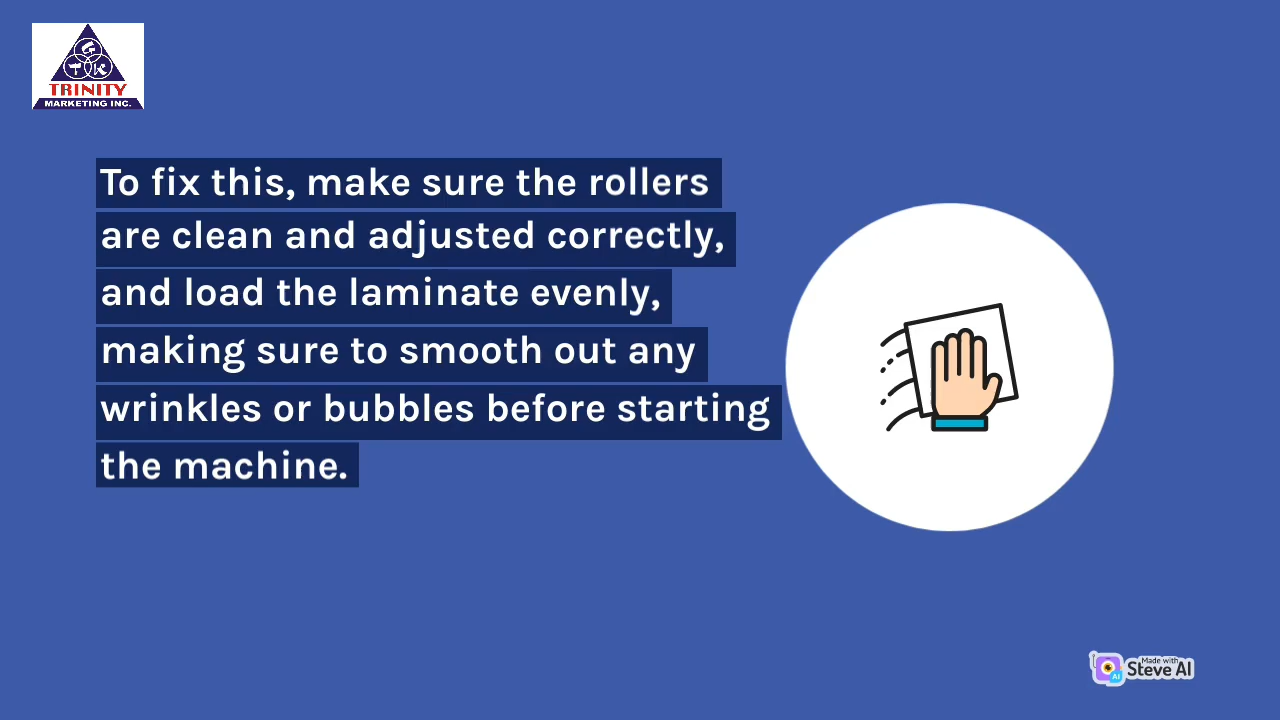 G
T K
TRINITY
MARKETING INC.
To fix this, make sure the rollers
are clean and adjusted correctly,
and load the laminate evenly,
making sure to smooth out any
wrinkles or bubbles before starting
the machine.
Made with
Steve AI
AI